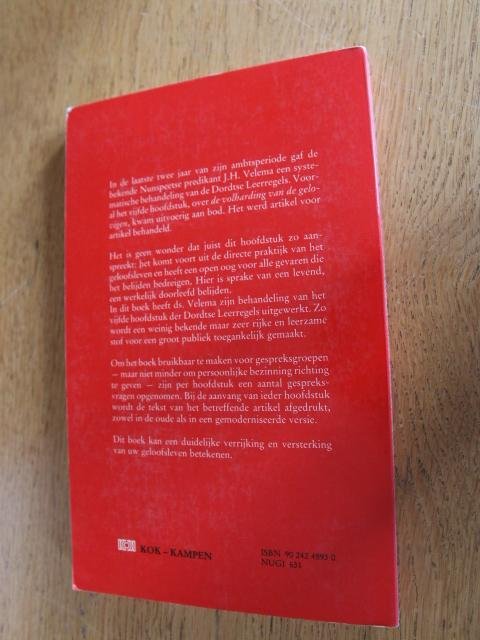 In de laatste twee jaar van zijn ambtsperiode gaf de
bekende Nunspeetse predikant J.H. Velema een syste-
matische behandeling van de Dordtse Leerregels. Voor-
al het vijfde hoofdstuk, over de volharding van de gelo-
vigen, kwam uitvoerig aan bod. Het werd artikel voor
artikel behandeld.
Het is geen wonder dat juist dit hoofdstuk zo aan-
spreekt: het komt voort uit de directe praktijk van het
geloofsleven en heeft een open oog voor alle gevaren die
het belijden bedreigen. Hier is sprake van een levend,
een werkelijk doorleefd belijden.
In dit boek heeft ds. Velema zijn behandeling van het
vijfde hoofdstuk der Dordtse Leerregels uitgewerkt. Zo
wordt een weinig bekende maar zeer rijke en leerzame
stof voor een groot publiek toegankelijk gemaakt.
Om het boek bruikbaar te maken voor gespreksgroepen
— maar niet minder om persoonlijke bezinning richting
te geven — zijn per hoofdstuk een aantal gespreks-
vragen opgenomen. Bij de aanvang van ieder hoofdstuk
wordt de tekst van het betreffende artikel afgedrukt,
zowel in de oude als in een gemoderniseerde versie.
Dit boek kan een duidelijke verrijking en versterking
van uw geloofsleven betekenen.
KOK – KAMPEN
ISBN 90 242 4893 0
NUGI 631